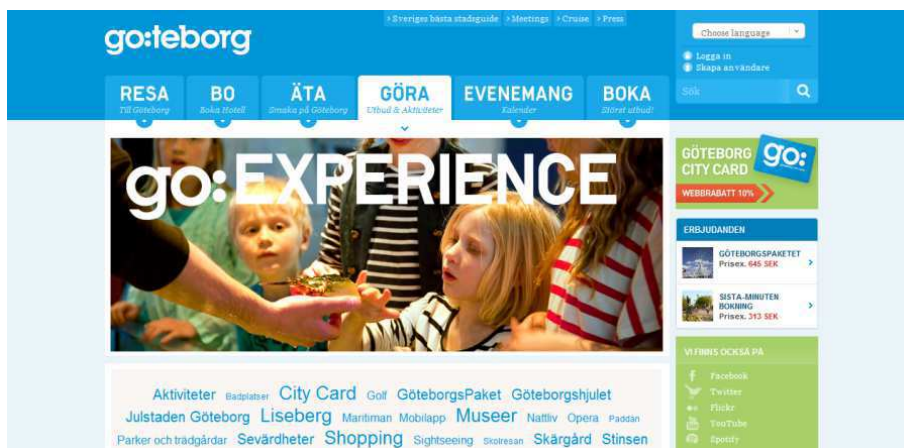 Sveriges bästa stadsguide Meetings Cruise Press
go:teborg
Choose language
Logga in
Skapa användare
Sök
RESA BO ÄTA GÖRA EVENEMANG BOKA
Till Göteborg Boka Hotell Smaka på Göteborg Utbud & Aktiviteter Kalender Störst utbud!
go:EXPERIENCE
GÖTEBORG
CITY CARD
go:
WEBBRABATT 10%
ERBJUDANDEN
GÖTEBORGSPAKETET
Prisex. 645 SEK
SISTA-MINUTEN
BOKNING
Prisex. 313 SEK
VI FINNS OCKSÅ PÅ
Facebook
Twitter
Flickr
YouTube
Spotify
Aktiviteter Badplatser City Card Golf GöteborgsPaket Göteborgshjulet
Julstaden Göteborg Liseberg Maritiman Mobilapp Museer Nattliv Opera Paddan
Parker och trädgårdar Sevärdheter Shopping Sightseeing Skolresan Skärgård Stinsen